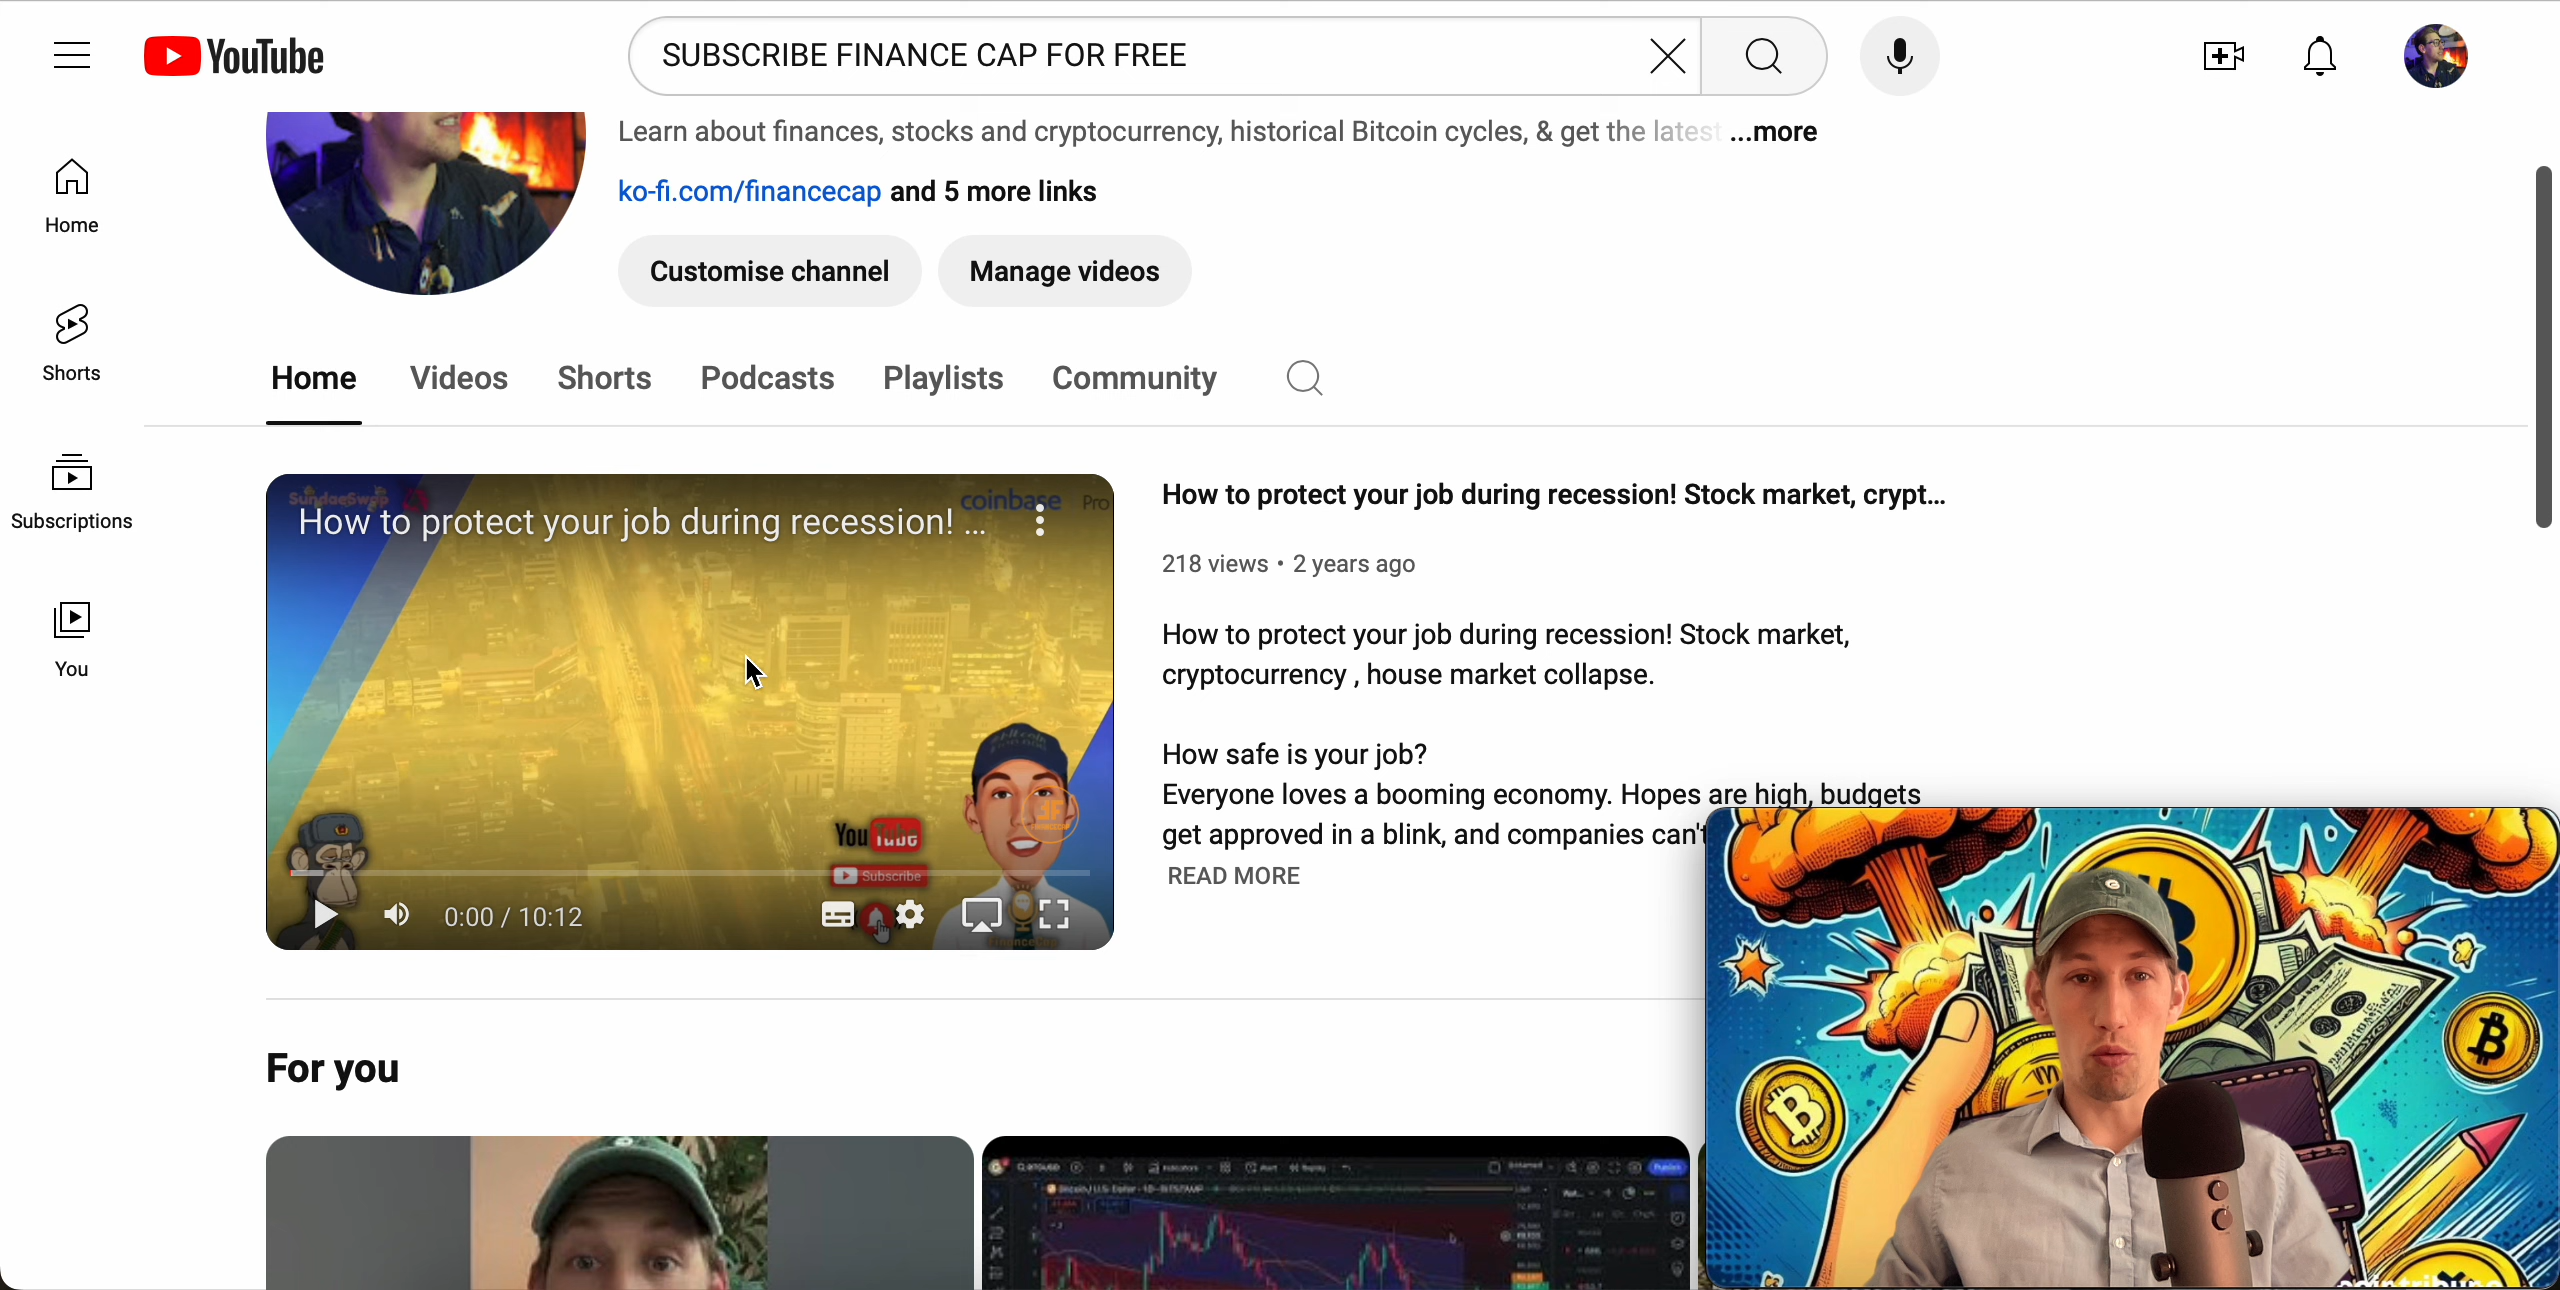 YouTube
SUBSCRIBE FINANCE CAP FOR FREE
Learn about finances, stocks and cryptocurrency, historical Bitcoin cycles, & get the latest ...more
ko-fi.com/financecap and 5 more links
Customise channel
Manage videos
Home
Shorts
Subscriptions
You
Home
Videos
Shorts
Podcasts
Playlists
Community
SundaeSwap
coinbase Pro
How to protect your job during recession! ...
YouTube
Subscribe
0:00 / 10:12
How to protect your job during recession! Stock market, crypt...
218 views • 2 years ago
How to protect your job during recession! Stock market,
cryptocurrency , house market collapse.
How safe is your job?
Everyone loves a booming economy. Hopes are high, budgets
get approved in a blink, and companies can't
READ MORE
For you